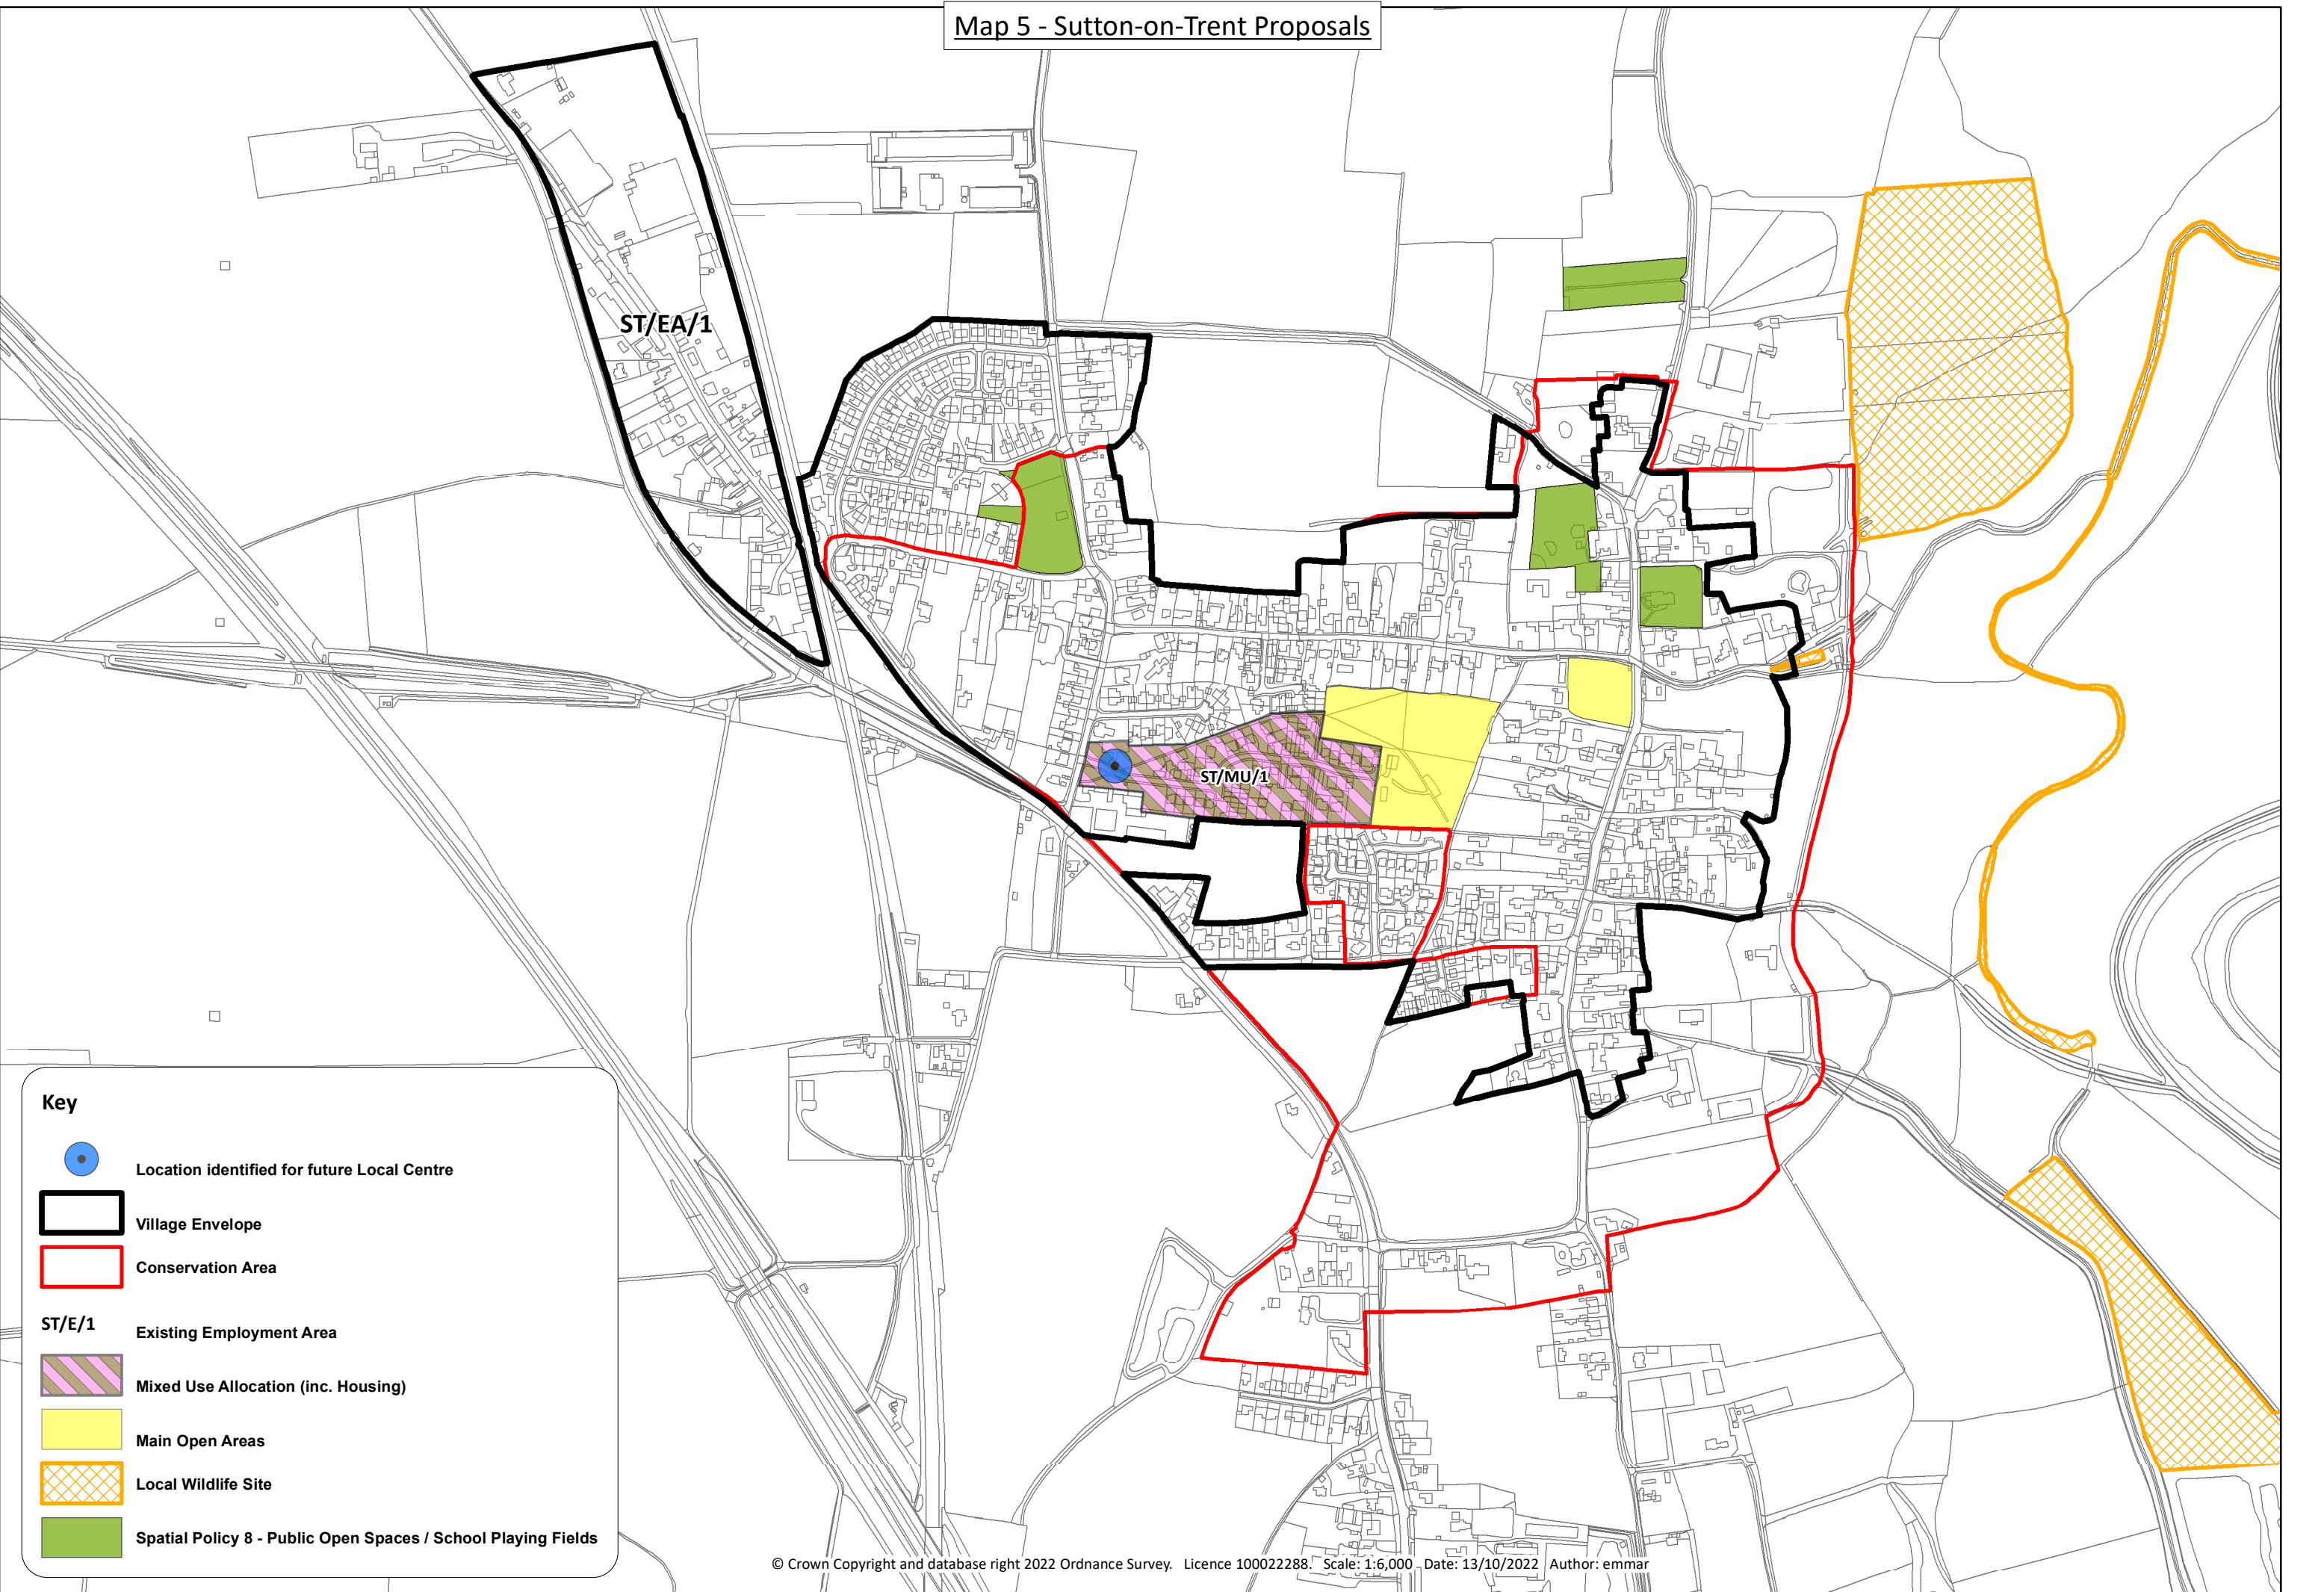 Map 5 - Sutton-on-Trent Proposals
ST/EA/1
ST/MU/1
Key
Location identified for future Local Centre
Village Envelope
Conservation Area
ST/E/1 Existing Employment Area
Mixed Use Allocation (inc. Housing)
Main Open Areas
Local Wildlife Site
Spatial Policy 8 - Public Open Spaces / School Playing Fields
© Crown Copyright and database right 2022 Ordnance Survey. Licence 100022288. Scale: 1:6,000 Date: 13/10/2022 Author: emmar